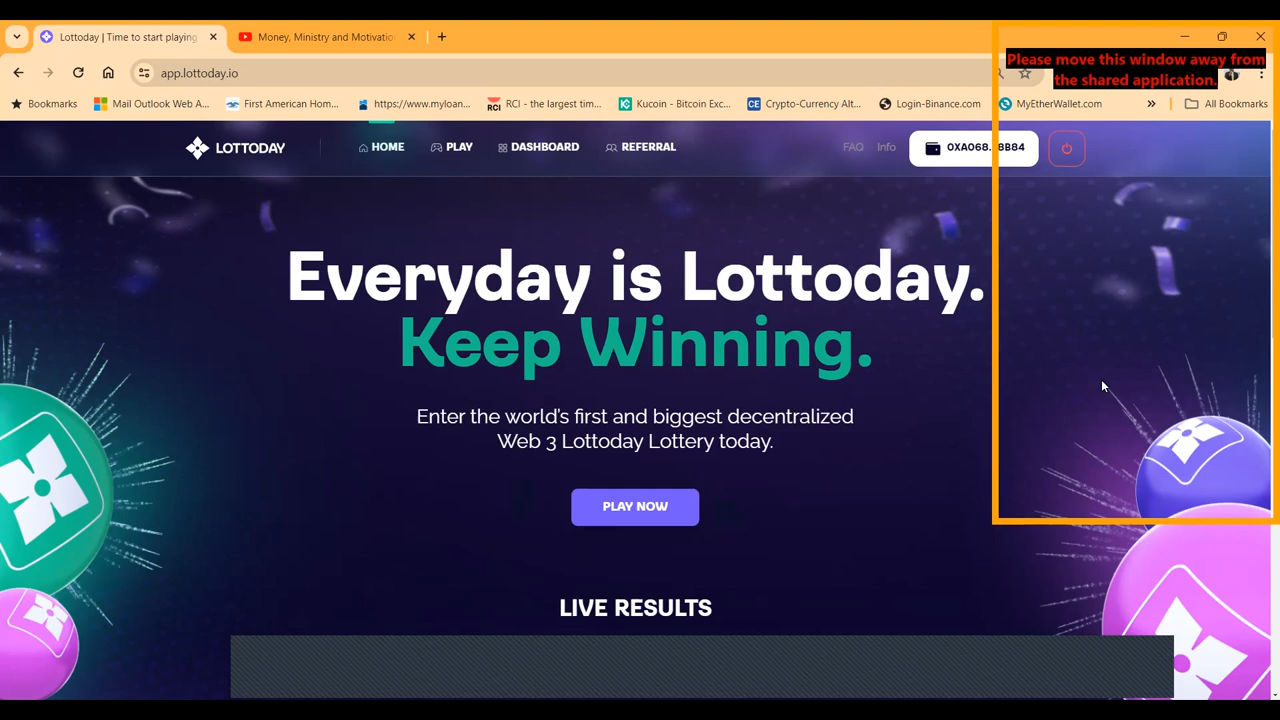 Lottoday | Time to start playing
Money, Ministry and Motivatio
Please move this window away from
the shared application.
app.lottoday.io
Bookmarks
Mail Outlook Web A...
First American Hom...
https://www.myloan...
RCI
RCI - the largest tim...
Kucoin - Bitcoin Exc...
CE
Crypto-Currency Alt...
Login-Binance.com
MyEtherWallet.com
»
All Bookmarks
LOTTODAY
HOME
PLAY
DASHBOARD
REFERRAL
FAQ
Info
Everyday is Lottoday.
Keep Winning.
Enter the world's first and biggest decentralized
Web 3 Lottoday Lottery today.
PLAY NOW
LIVE RESULTS